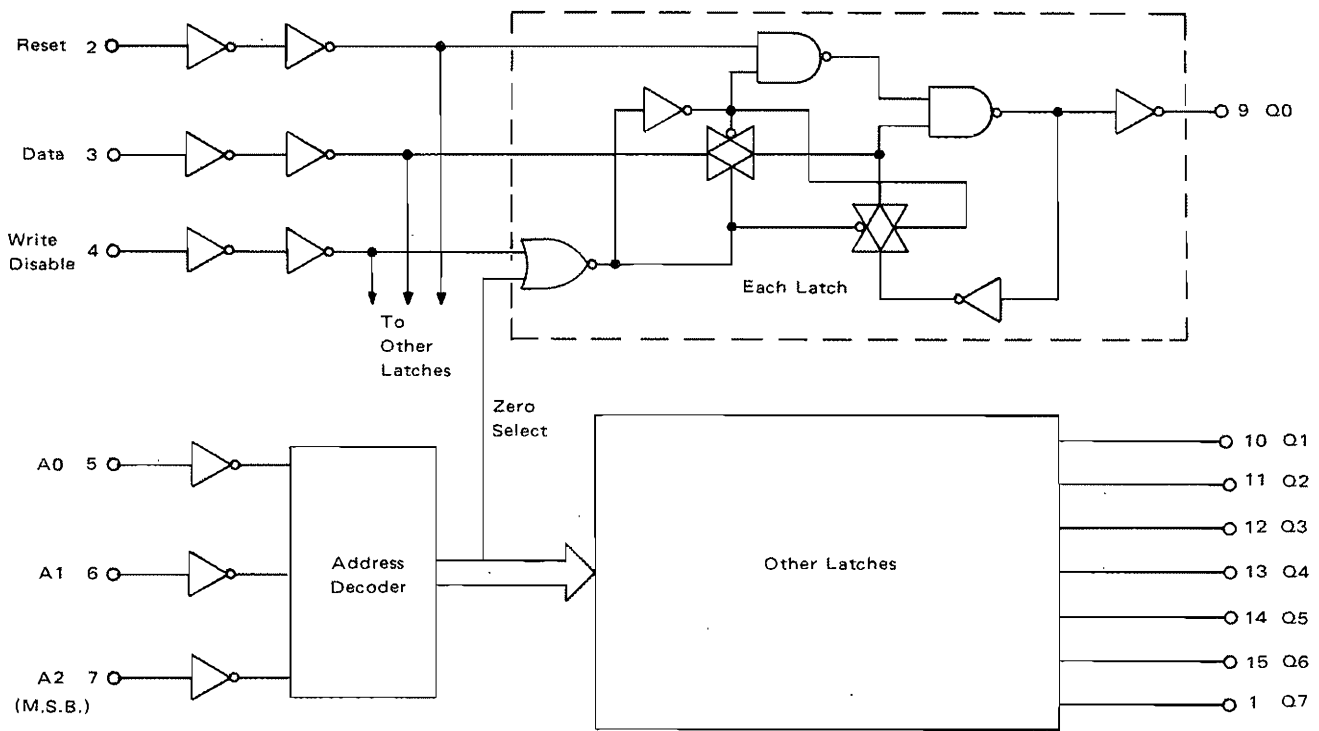 Reset 2
Data 3
Write
Disable 4
9 Q0
Each Latch
To
Other
Latches
Zero
Select
A0 5
A1 6
A2 7
(M.S.B.)
Address
Decoder
Other Latches
10 Q1
11 Q2
12 Q3
13 Q4
14 Q5
15 Q6
1 Q7